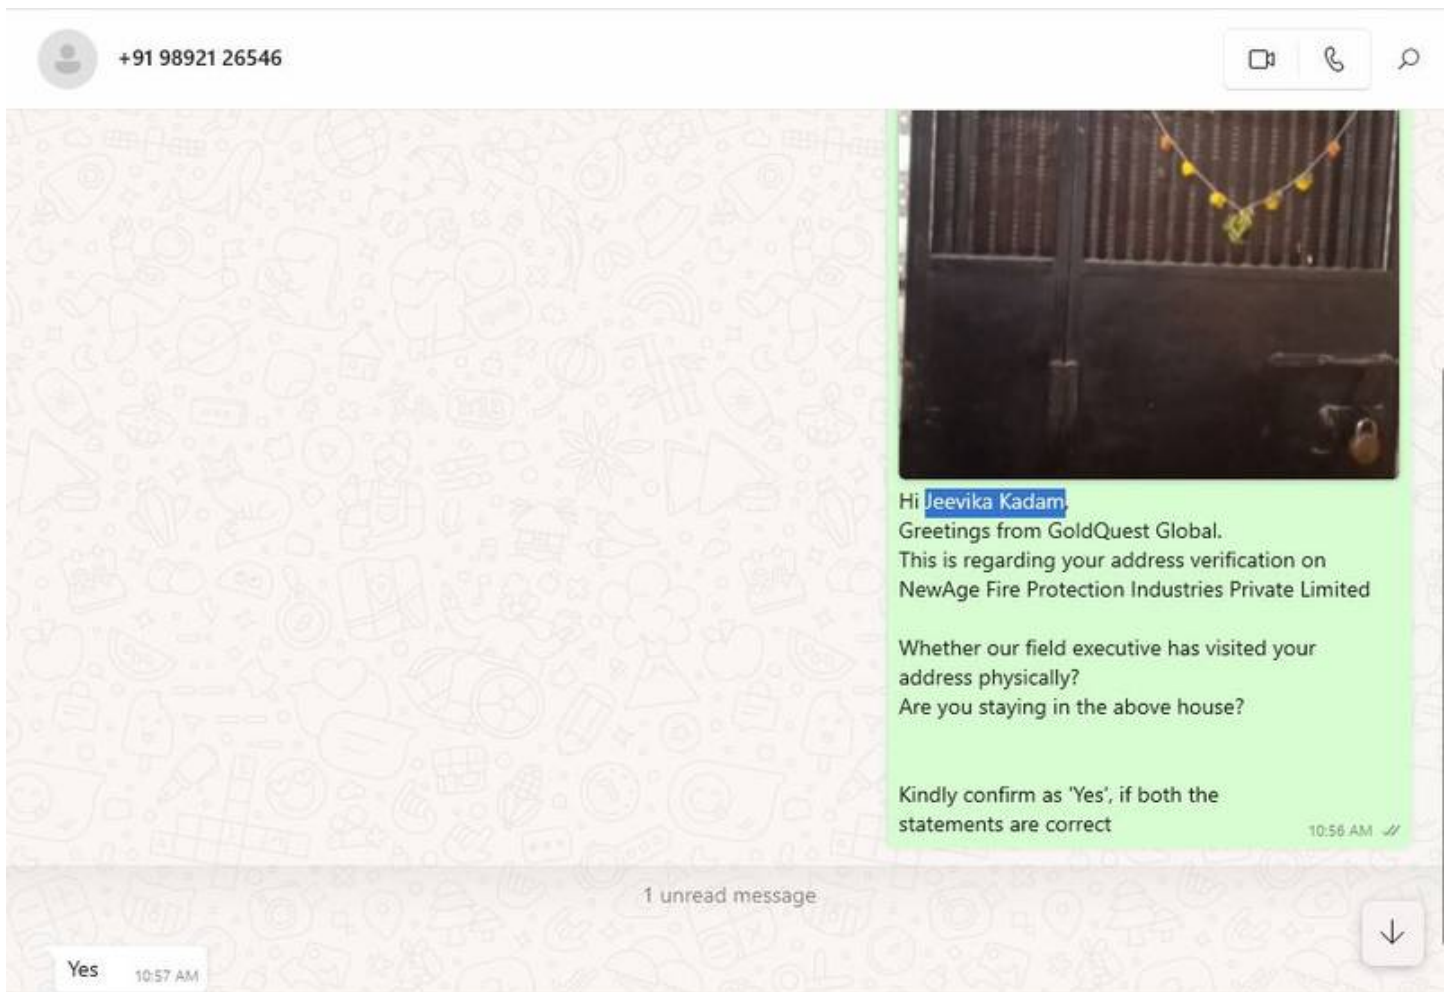 +91 98921 26546
Hi Jeevika Kadam,
Greetings from GoldQuest Global.
This is regarding your address verification on
NewAge Fire Protection Industries Private Limited
Whether our field executive has visited your
address physically?
Are you staying in the above house?
Kindly confirm as 'Yes', if both the
statements are correct
10:56 AM
1 unread message
Yes
10:57 AM